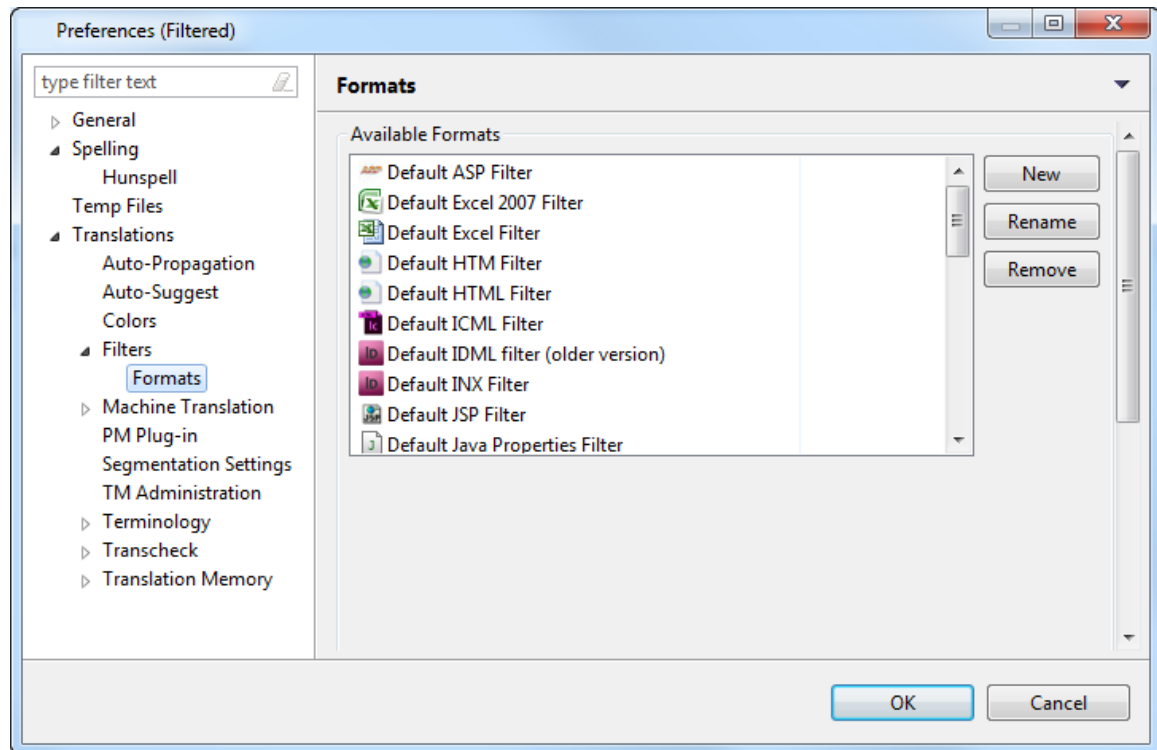 Preferences (Filtered)
type filter text
General
Spelling
Hunspell
Temp Files
Translations
Auto-Propagation
Auto-Suggest
Colors
Filters
Formats
Machine Translation
PM Plug-in
Segmentation Settings
TM Administration
Terminology
Transcheck
Translation Memory
Formats
Available Formats
Default ASP Filter
Default Excel 2007 Filter
Default Excel Filter
Default HTM Filter
Default HTML Filter
Default ICML Filter
Default IDML filter (older version)
Default INX Filter
Default JSP Filter
Default Java Properties Filter
New
Rename
Remove
OK
Cancel